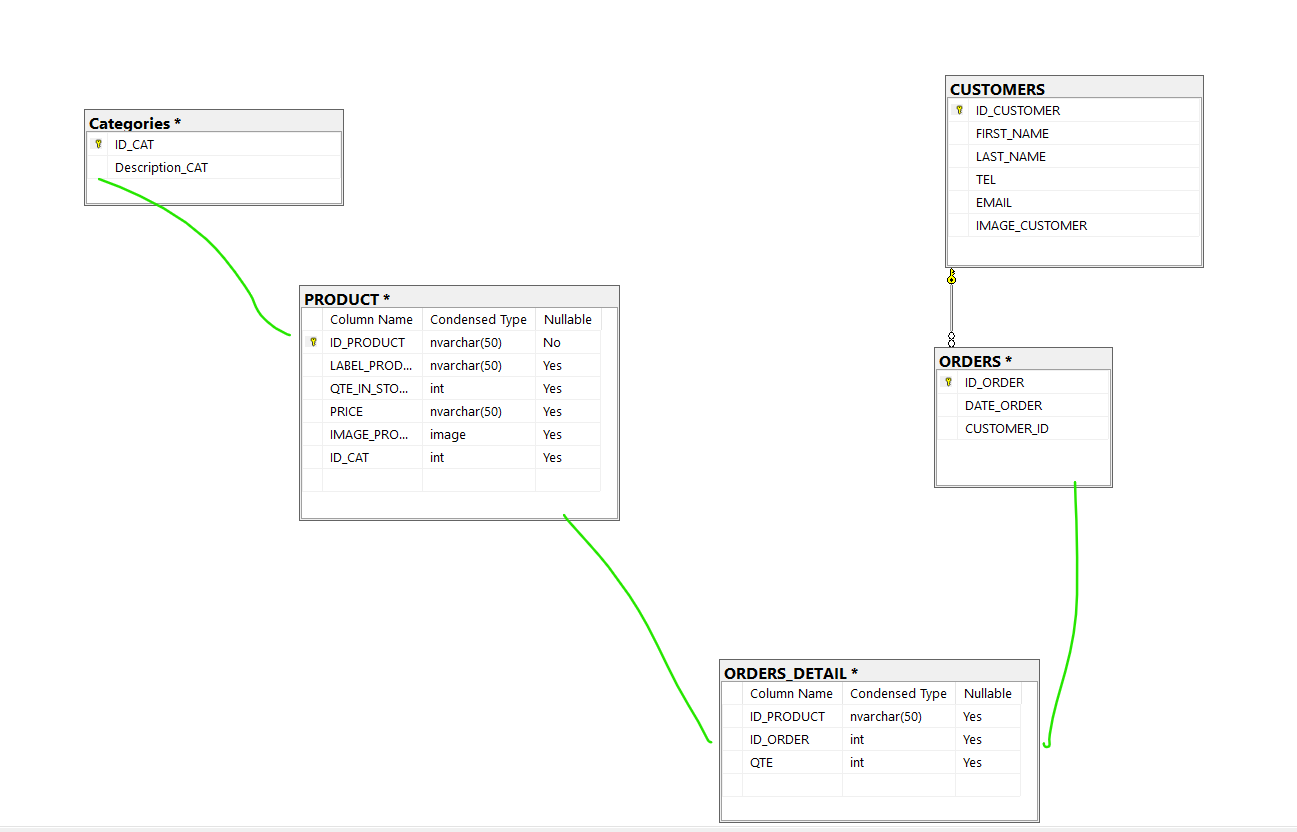 Categories *
ID_CAT
Description_CAT
CUSTOMERS
ID_CUSTOMER
FIRST_NAME
LAST_NAME
TEL
EMAIL
IMAGE_CUSTOMER
PRODUCT *
Column Name Condensed Type Nullable
ID_PRODUCT nvarchar(50) No
LABEL_PROD... nvarchar(50) Yes
QTE_IN_STO... int Yes
PRICE nvarchar(50) Yes
IMAGE_PRO... image Yes
ID_CAT int Yes
ORDERS *
ID_ORDER
DATE_ORDER
CUSTOMER_ID
ORDERS_DETAIL *
Column Name Condensed Type Nullable
ID_PRODUCT nvarchar(50) Yes
ID_ORDER int Yes
QTE int Yes